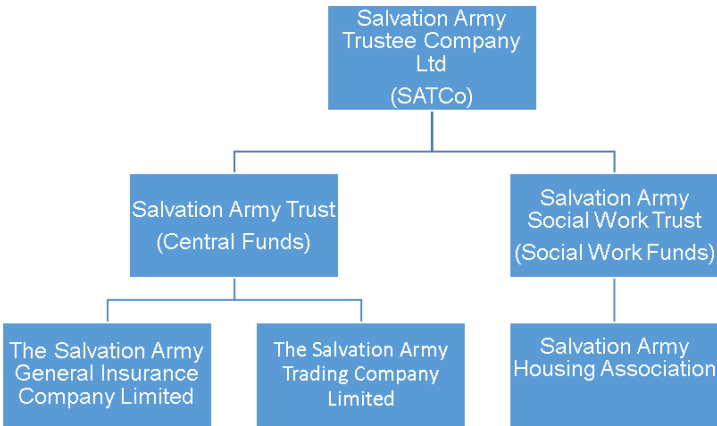 Salvation Army
Trustee Company
Ltd
(SATCo)
Salvation Army Trust
(Central Funds)
Salvation Army
Social Work Trust
(Social Work Funds)
The Salvation Army
General Insurance
Company Limited
The Salvation Army
Trading Company
Limited
Salvation Army
Housing Association